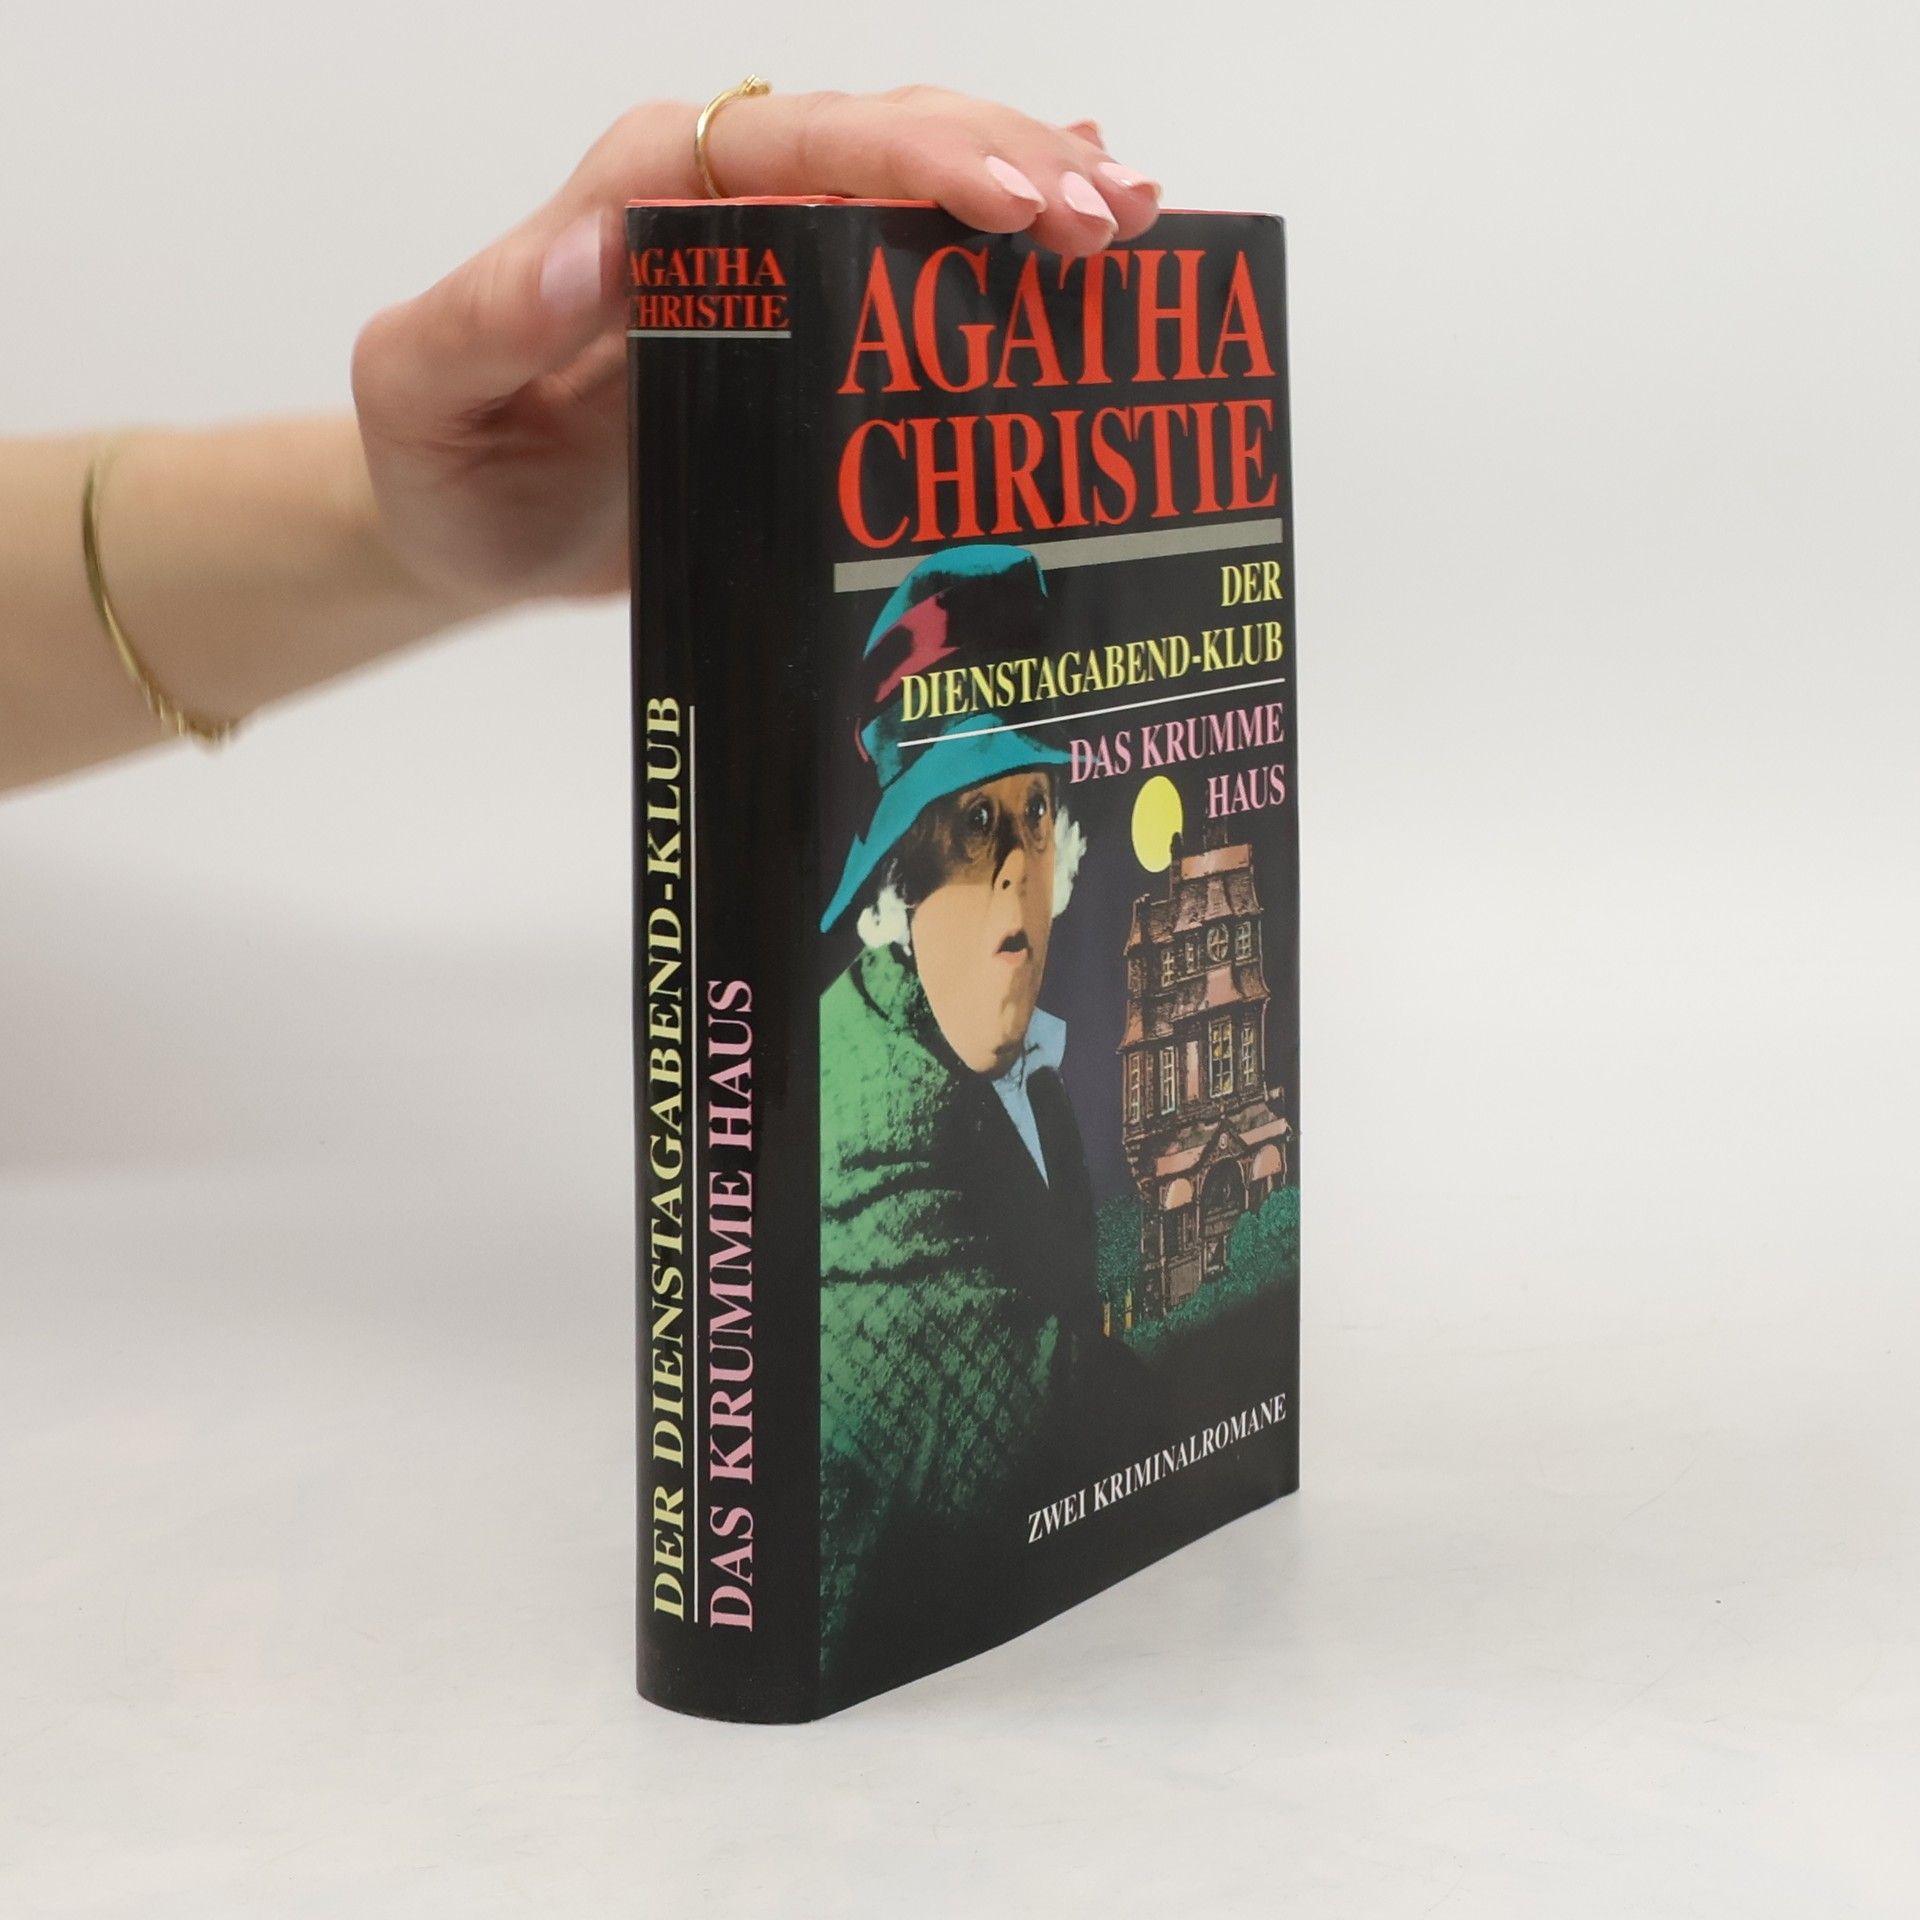 AGATHA
CHRISTIE
DER DIENSTAGABEND-KLUB
DAS KRUMME HAUS
AGATHA
CHRISTIE
DER
DIENSTAGABEND-KLUB
DAS KRUMME
HAUS
ZWEI KRIMINALROMANE